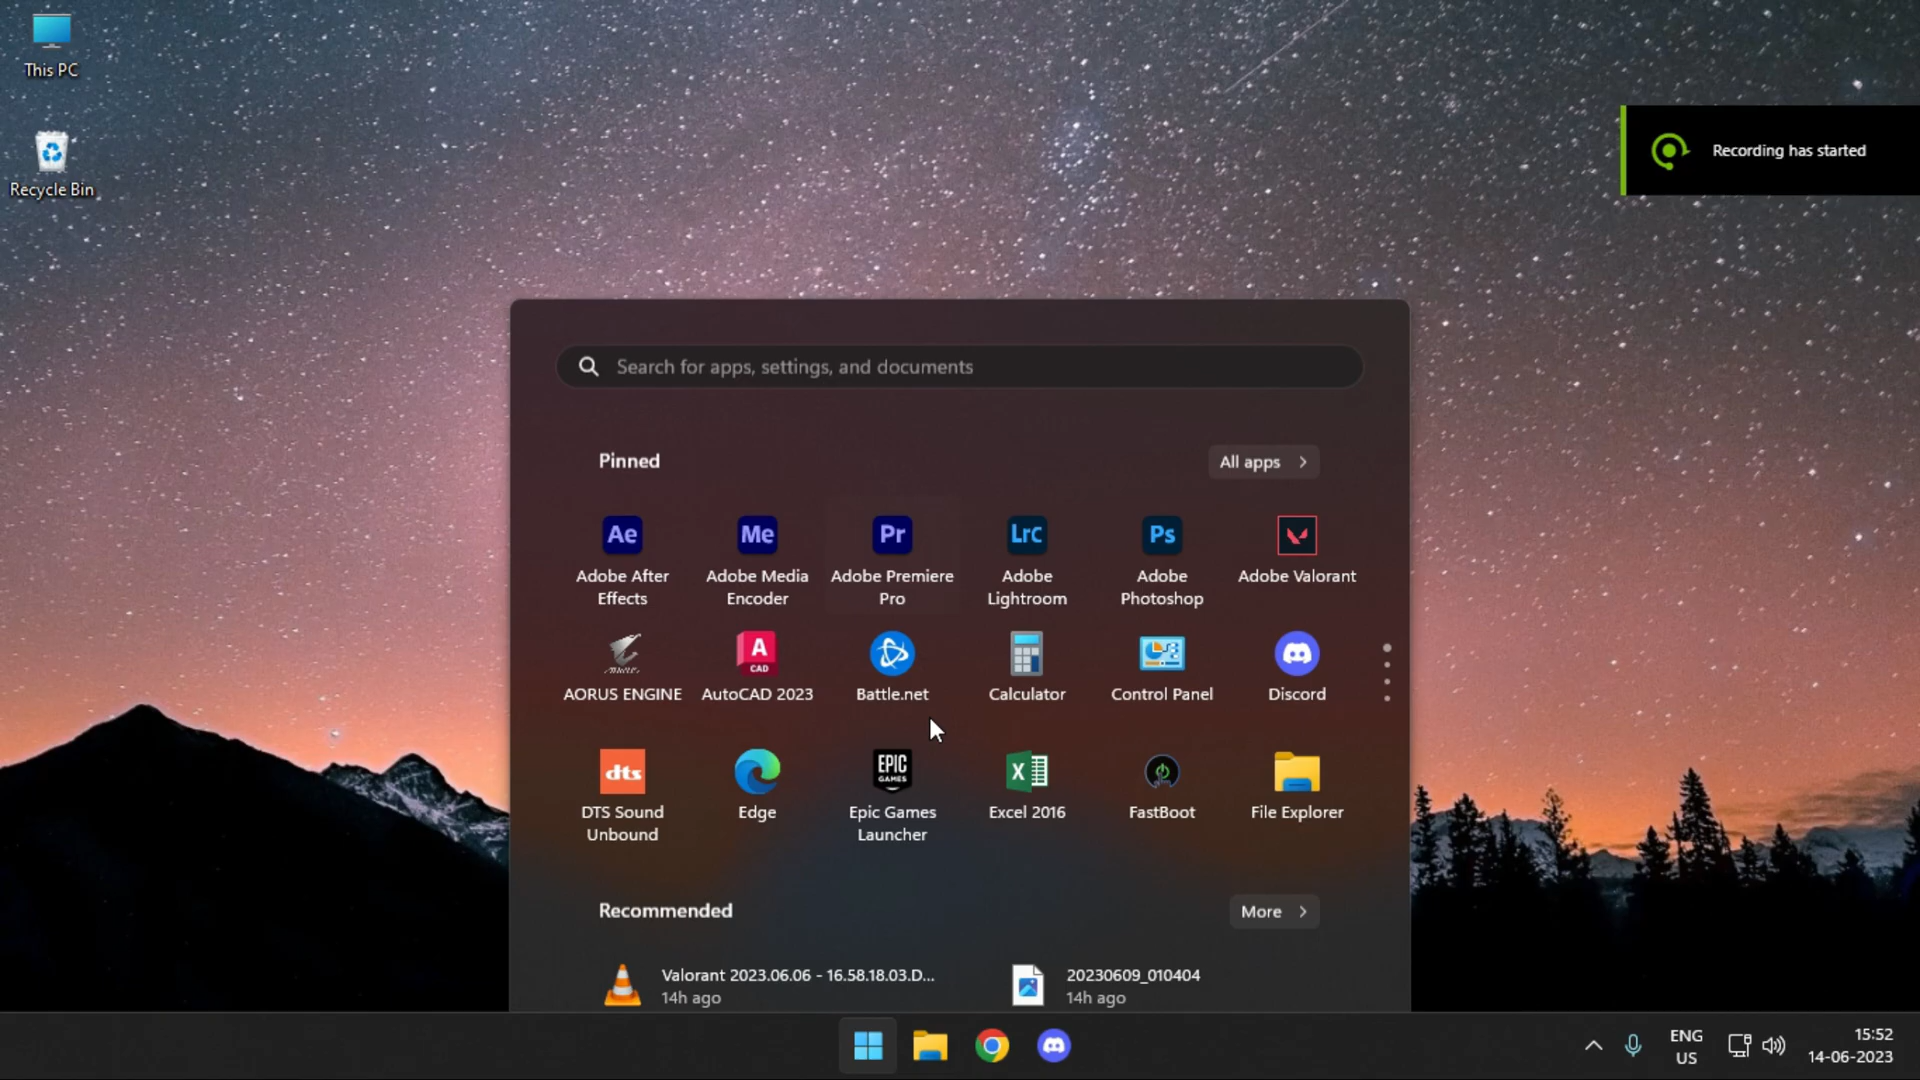 This PC
Recycle Bin
Recording has started
Search for apps, settings, and documents
Pinned
All apps
Ae
Me
Pr
Lrc
Ps
Adobe After
Effects
Adobe Media
Encoder
Adobe Premiere
Pro
Adobe
Lightroom
Adobe
Photoshop
Adobe Valorant
A
CAD
AORUS ENGINE
AutoCAD 2023
Battle.net
Calculator
Control Panel
Discord
dts
EPIC
GAMES
X
DTS Sound
Unbound
Edge
Epic Games
Launcher
Excel 2016
FastBoot
File Explorer
Recommended
More
Valorant 2023.06.06 - 16.58.18.03.D...
14h ago
20230609_010404
14h ago
ENG
US
15:52
14-06-2023